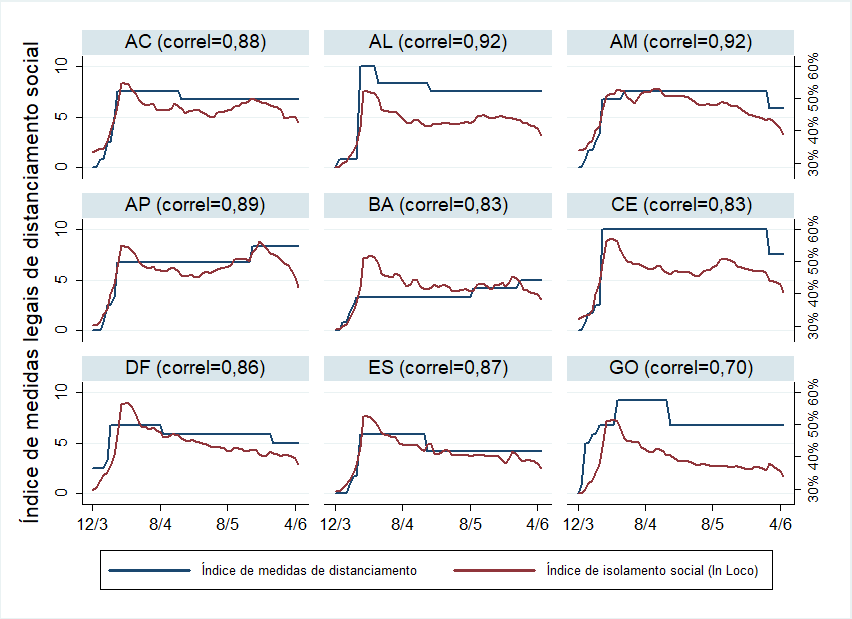 Índice de medidas legais de distanciamento social
AC (correl=0,88)
AL (correl=0,92)
AM (correl=0,92)
10
5
0
60%
50%
40%
30%
AP (correl=0,89)
BA (correl=0,83)
CE (correl=0,83)
10
5
0
60%
50%
40%
30%
DF (correl=0,86)
ES (correl=0,87)
GO (correl=0,70)
10
5
0
60%
50%
40%
30%
12/3 8/4 8/5 4/6
12/3 8/4 8/5 4/6
12/3 8/4 8/5 4/6
Índice de medidas de distanciamento
Índice de isolamento social (In Loco)